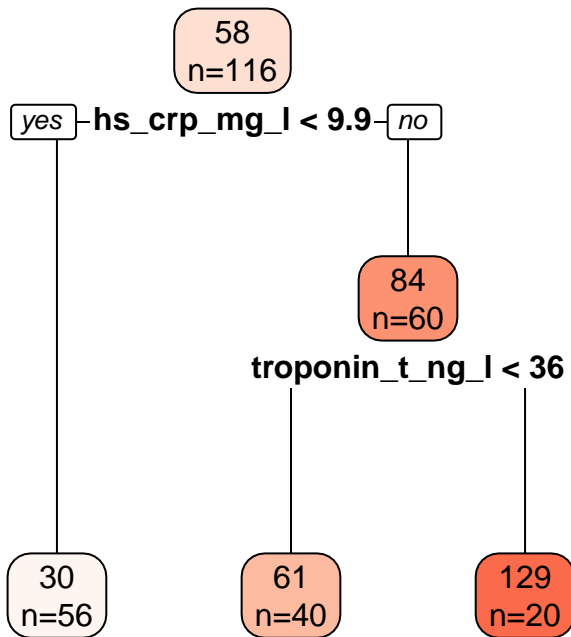 58
n=116
yes hs_crp_mg_l < 9.9 no
84
n=60
troponin_t_ng_l < 36
30
n=56
61
n=40
129
n=20